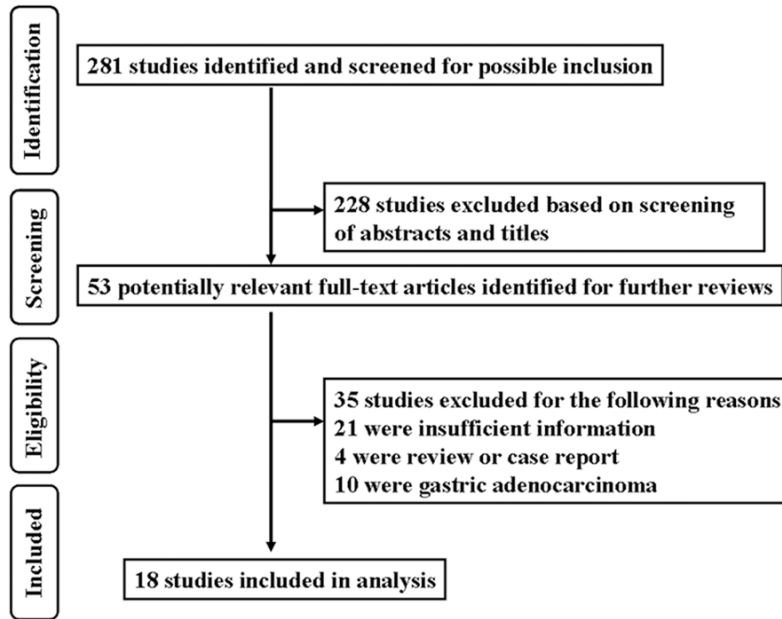 Identification
281 studies identified and screened for possible inclusion
Screening
228 studies excluded based on screening
of abstracts and titles
53 potentially relevant full-text articles identified for further reviews
Eligibility
35 studies excluded for the following reasons
21 were insufficient information
4 were review or case report
10 were gastric adenocarcinoma
Included
18 studies included in analysis